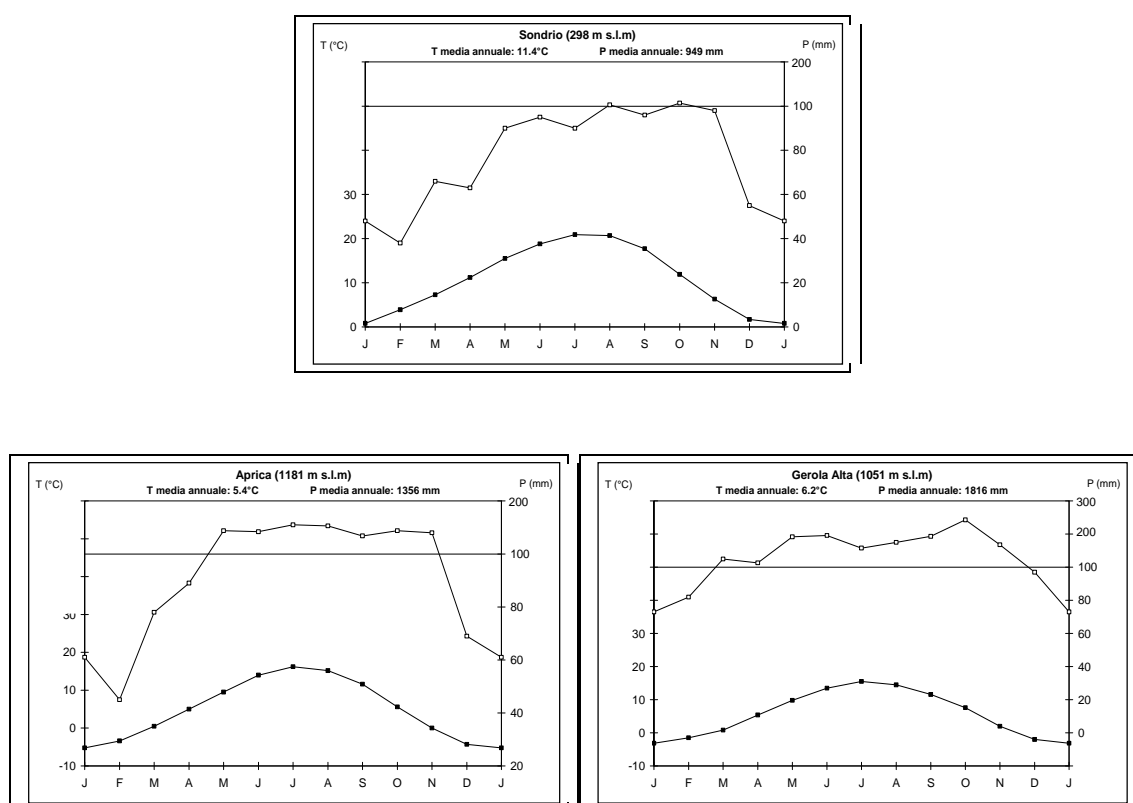 Sondrio (298 m s.l.m)
T (°C) P (mm)
T media annuale: 11.4°C P media annuale: 949 mm
200
100
80
30 60
20 40
10 20
0 0
J F M A M J J A S O N D J
Aprica (1181 m s.l.m)
T (°C) P (mm)
T media annuale: 5.4°C P media annuale: 1356 mm
200
100
80
30
20 60
10
0 40
-10 20
J F M A M J J A S O N D J
Gerola Alta (1051 m s.l.m)
T (°C) P (mm)
T media annuale: 6.2°C P media annuale: 1816 mm
300
200
100
80
30 60
20 40
10 20
0 0
-10
J F M A M J J A S O N D J